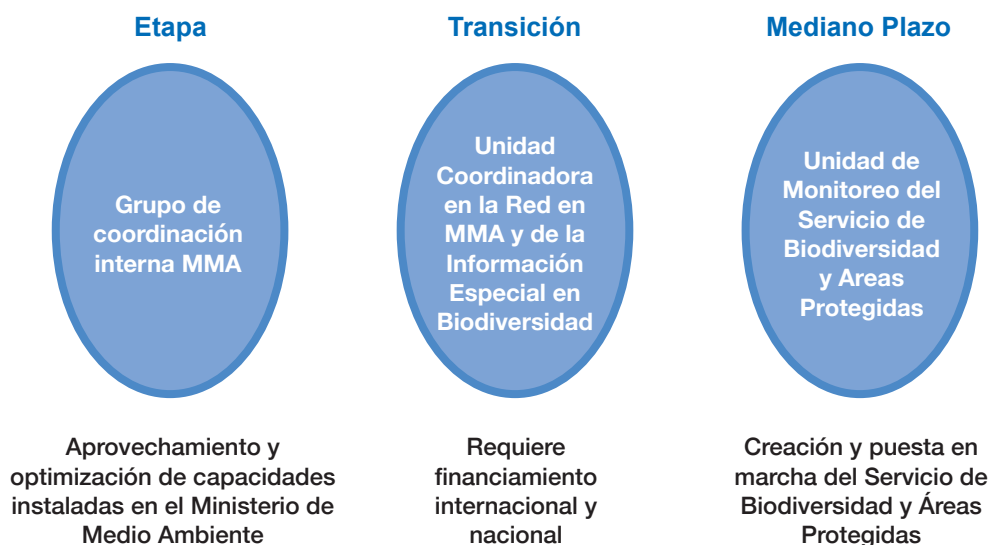 Etapa
Transición
Mediano Plazo
Grupo de
coordinación
interna MMA
Unidad
Coordinadora
en la Red en
MMA y de la
Información
Especial en
Biodiversidad
Unidad de
Monitoreo del
Servicio de
Biodiversidad
y Areas
Protegidas
Aprovechamiento y
optimización de capacidades
instaladas en el Ministerio de
Medio Ambiente
Requiere
financiamiento
internacional y
nacional
Creación y puesta en
marcha del Servicio de
Biodiversidad y Áreas
Protegidas